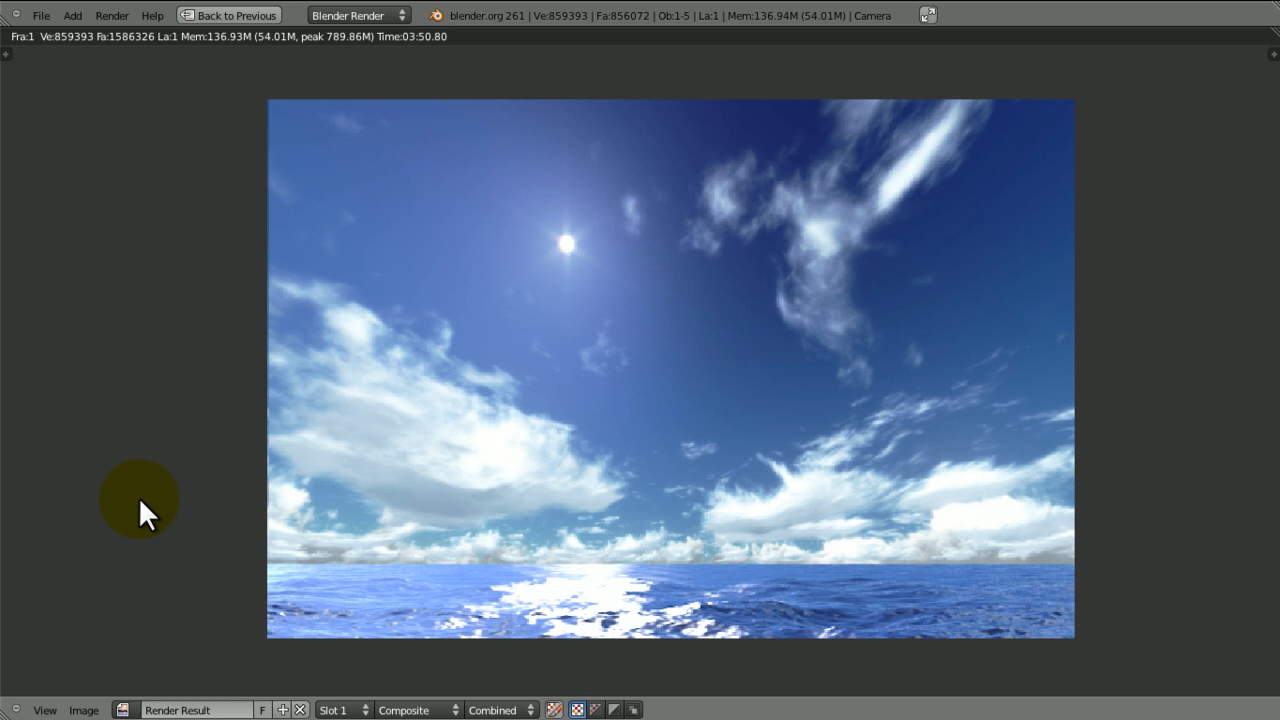 File Add Render Help Back to Previous Blender Render blender.org 261 | Ve:859393 | Fa:856072 | Ob:1-5 | La:1 | Mem:136.94M (54.01M) | Camera
Fra:1 Ve:859393 Fa:1586326 La:1 Mem:136.93M (54.01M, peak 789.86M) Time:03:50.80
View Image Render Result F Slot 1 Composite Combined